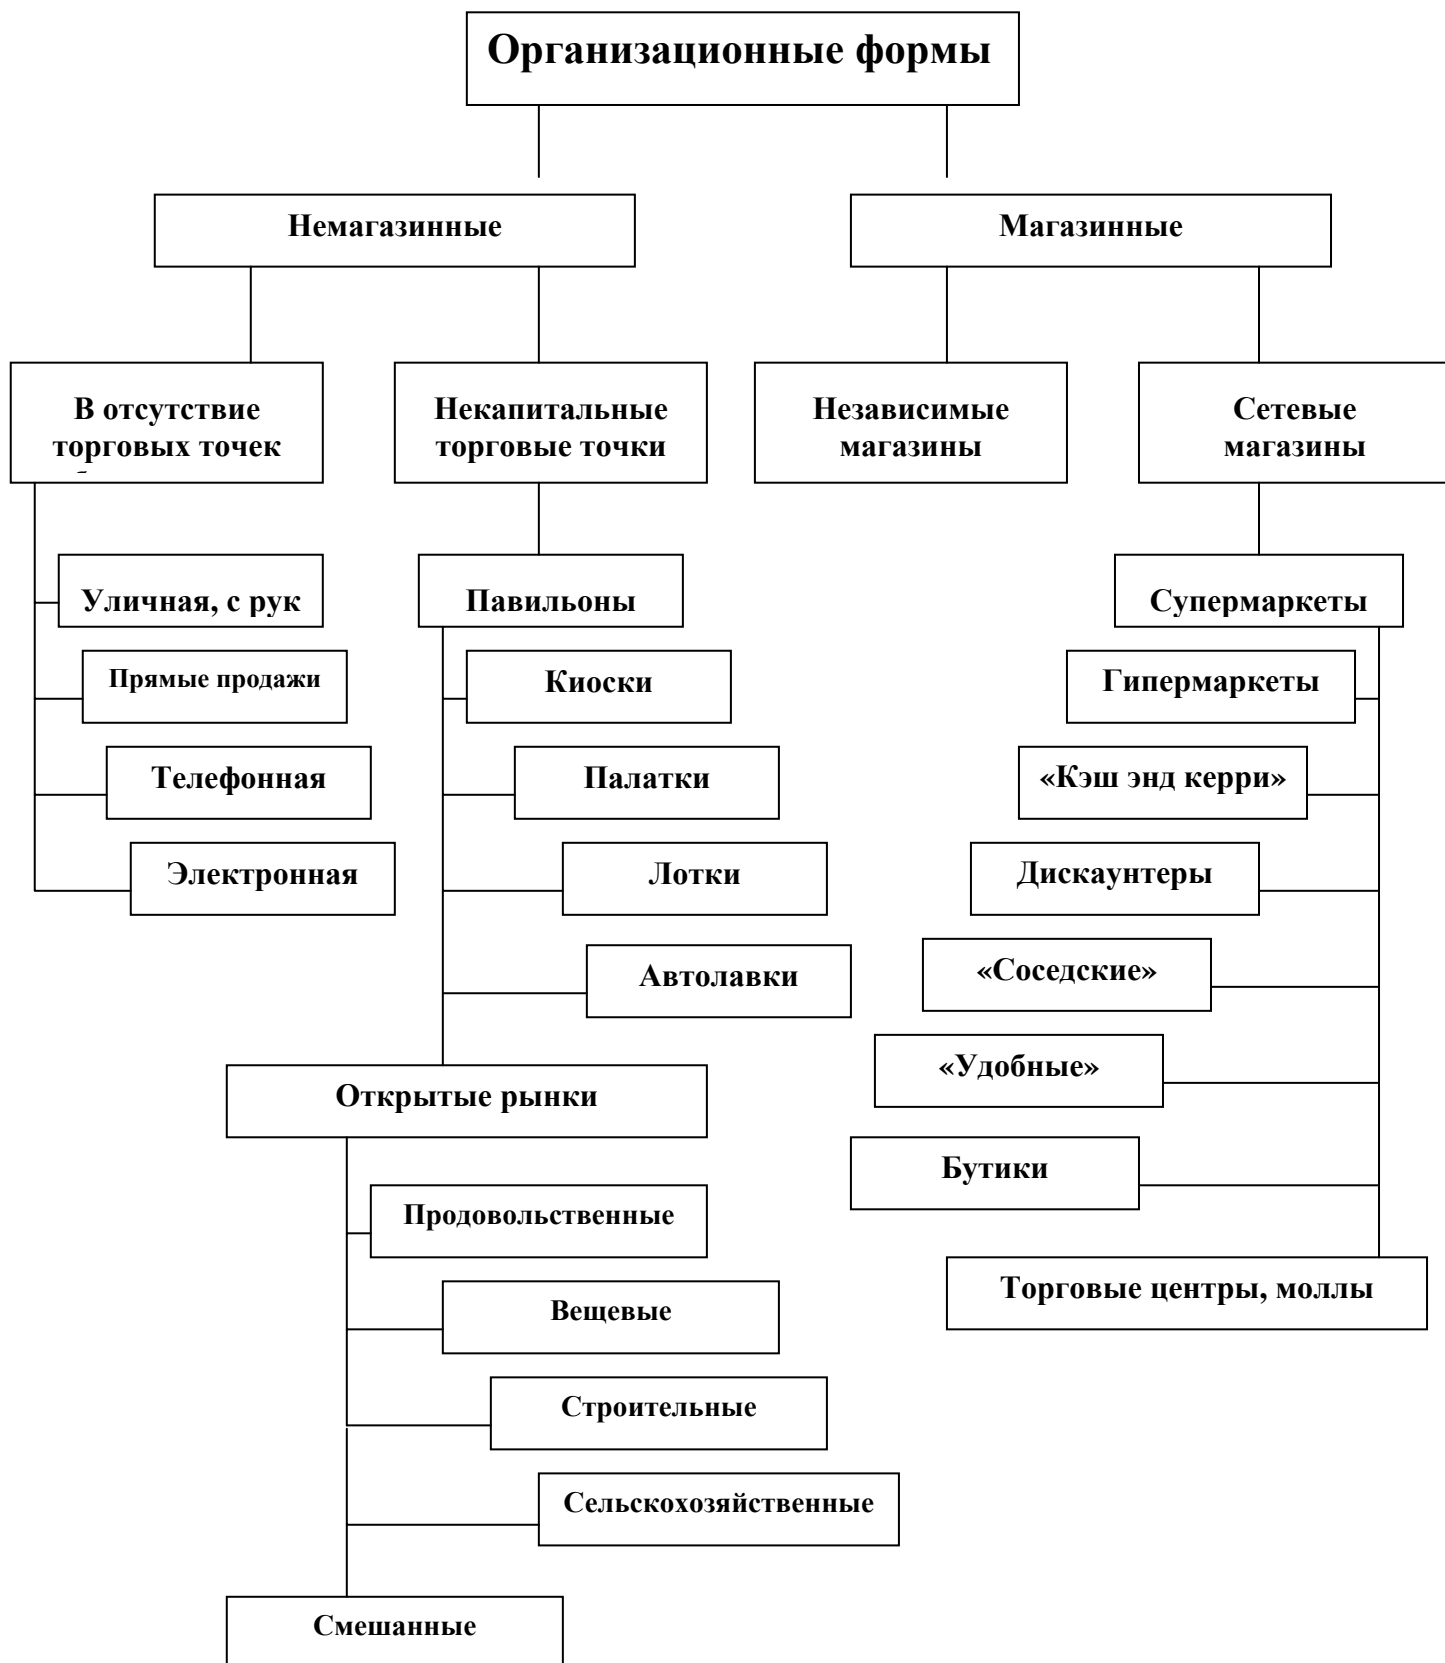 Организационные формы
Немагазинные
Магазинные
В отсутствие
торговых точек
Некапитальные
торговые точки
Независимые
магазины
Сетевые
магазины
Уличная, с рук
Павильоны
Супермаркеты
Прямые продажи
Киоски
Гипермаркеты
Телефонная
Палатки
«Кэш энд керри»
Электронная
Лотки
Дискаунтеры
Автолавки
«Соседские»
«Удобные»
Открытые рынки
Бутики
Продовольственные
Торговые центры, моллы
Вещевые
Строительные
Сельскохозяйственные
Смешанные